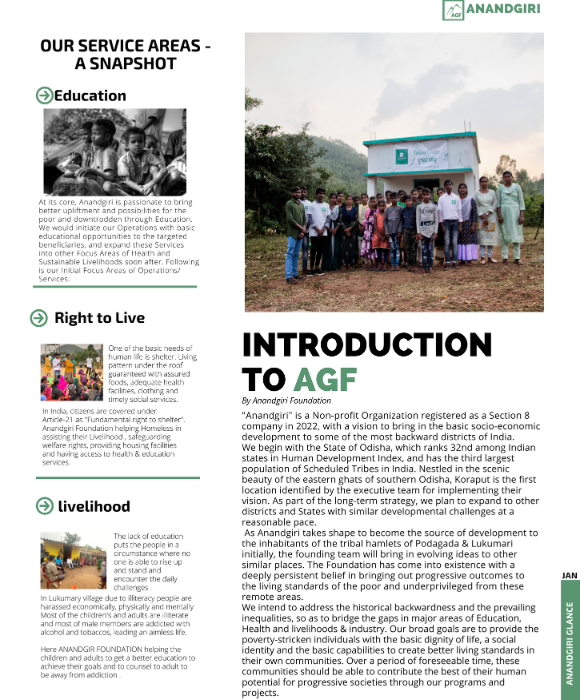 ANANDGIRI
AGF
OUR SERVICE AREAS -
A SNAPSHOT
Education
At its core, Anandgiri is passionate to bring
better upliftment and possibilities for the
poor and downtrodden through Education.
We would initiate our Operations with basic
educational opportunities to the targeted
beneficiaries, and expand these Services
into other Focus Areas of Health and
Sustainable Livelihoods soon after. Following
is our Initial Focus Areas of Operations/
Services:
Right to Live
One of the basic needs of
human life is shelter. Living
pattern under the roof
guaranteed with assured
foods, adequate health
facilities, clothing and
timely social services.
In India, citizens are covered under
Article-21 as "Fundamental right to shelter".
Anandgiri Foundation helping Homeless in
assisting their Livelihood , safeguarding
welfare rights, providing housing facilities
and having access to health & education
services.
livelihood
The lack of education
puts the people in a
circumstance where no
one is able to rise up
and stand and
encounter the daily
challenges .
In Lukumary village due to illiteracy people are
harassed economically, physically and mentally
Most of the children's and adults are illiterate
and most of male members are addicted with
alcohol and tobaccos, leading an aimless life.
Here ANANDGIR FOUNDATION helping the
children and adults to get a better education to
achieve their goals and to counsel to adult to
be away from addiction .
INTRODUCTION
TO AGF
By Anandgiri Foundation
"Anandgiri" is a Non-profit Organization registered as a Section 8
company in 2022, with a vision to bring in the basic socio-economic
development to some of the most backward districts of India.
We begin with the State of Odisha, which ranks 32nd among Indian
states in Human Development Index, and has the third largest
population of Scheduled Tribes in India. Nestled in the scenic
beauty of the eastern ghats of southern Odisha, Koraput is the first
location identified by the executive team for implementing their
vision. As part of the long-term strategy, we plan to expand to other
districts and States with similar developmental challenges at a
reasonable pace.
As Anandgiri takes shape to become the source of development to
the inhabitants of the tribal hamlets of Podagada & Lukumari
initially, the founding team will bring in evolving ideas to other
similar places. The Foundation has come into existence with a
deeply persistent belief in bringing out progressive outcomes to
the living standards of the poor and underprivileged from these
remote areas.
We intend to address the historical backwardness and the prevailing
inequalities, so as to bridge the gaps in major areas of Education,
Health and livelihoods & industry. Our broad goals are to provide the
poverty-stricken individuals with the basic dignity of life, a social
identity and the basic capabilities to create better living standards in
their own communities. Over a period of foreseeable time, these
communities should be able to contribute the best of their human
potential for progressive societies through our programs and
projects.
JAN
ANANDGIRI GLANCE